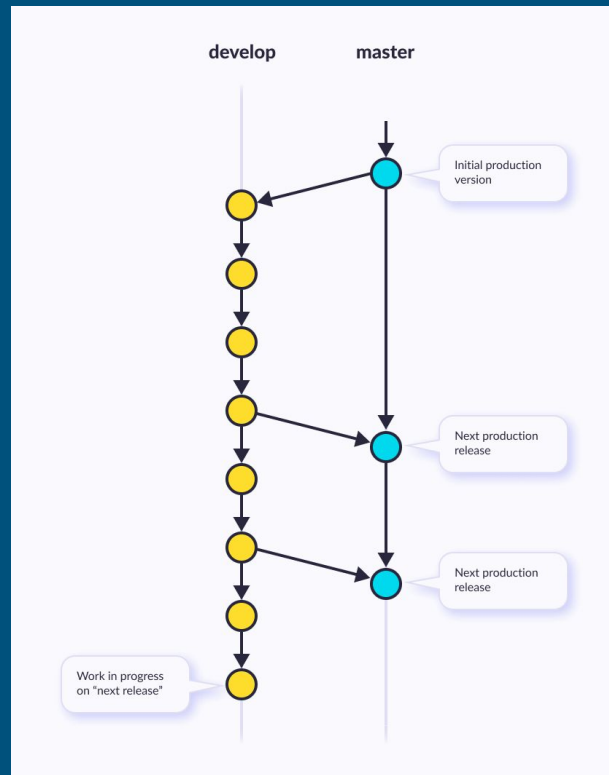 develop
master
Initial production
version
Next production
release
Next production
release
Work in progress
on “next release”